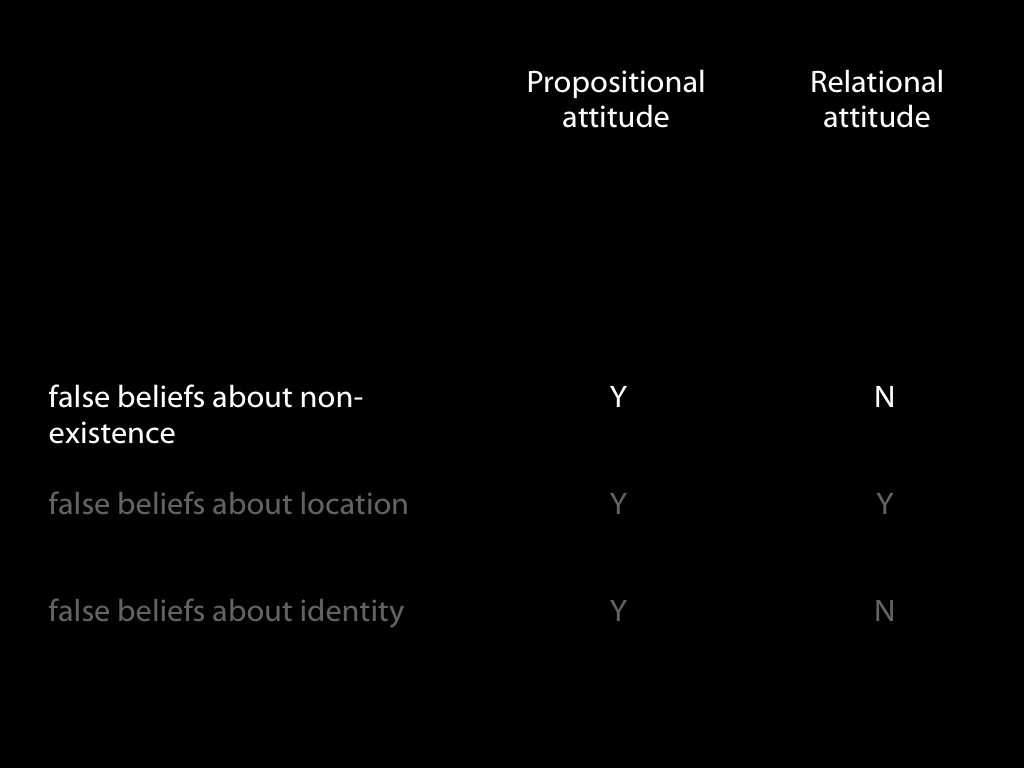 Propositional Relational
attitude attitude
false beliefs about non- Y N
existence
false beliefs about location Y Y
false beliefs about identity Y N